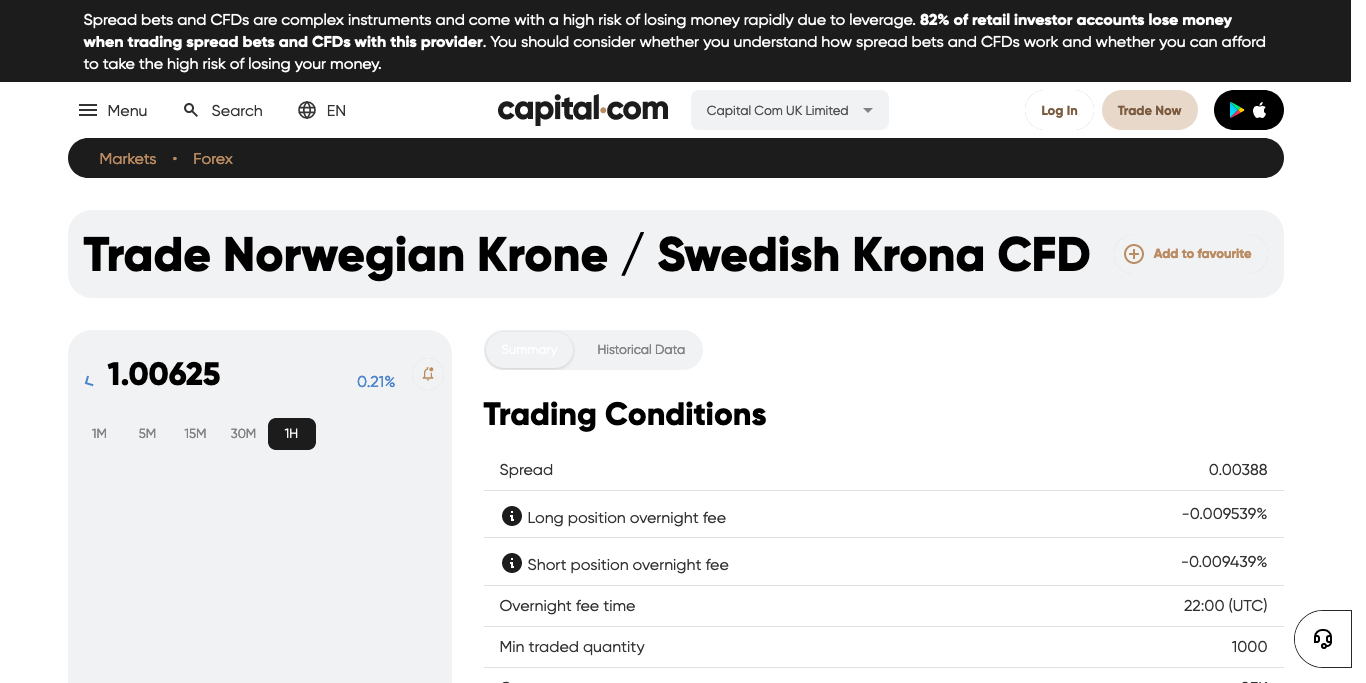 Spread bets and CFDs are complex instruments and come with a high risk of losing money rapidly due to leverage. 82% of retail investor accounts lose money
when trading spread bets and CFDs with this provider. You should consider whether you understand how spread bets and CFDs work and whether you can afford
to take the high risk of losing your money.
Menu Search EN capital.com Capital Com UK Limited Log In Trade Now
Markets • Forex
Trade Norwegian Krone / Swedish Krona CFD Add to favourite
1.00625 0.21%
1M 5M 15M 30M 1H
Summary Historical Data
Trading Conditions
Spread 0.00388
Long position overnight fee -0.009539%
Short position overnight fee -0.009439%
Overnight fee time 22:00 (UTC)
Min traded quantity 1000